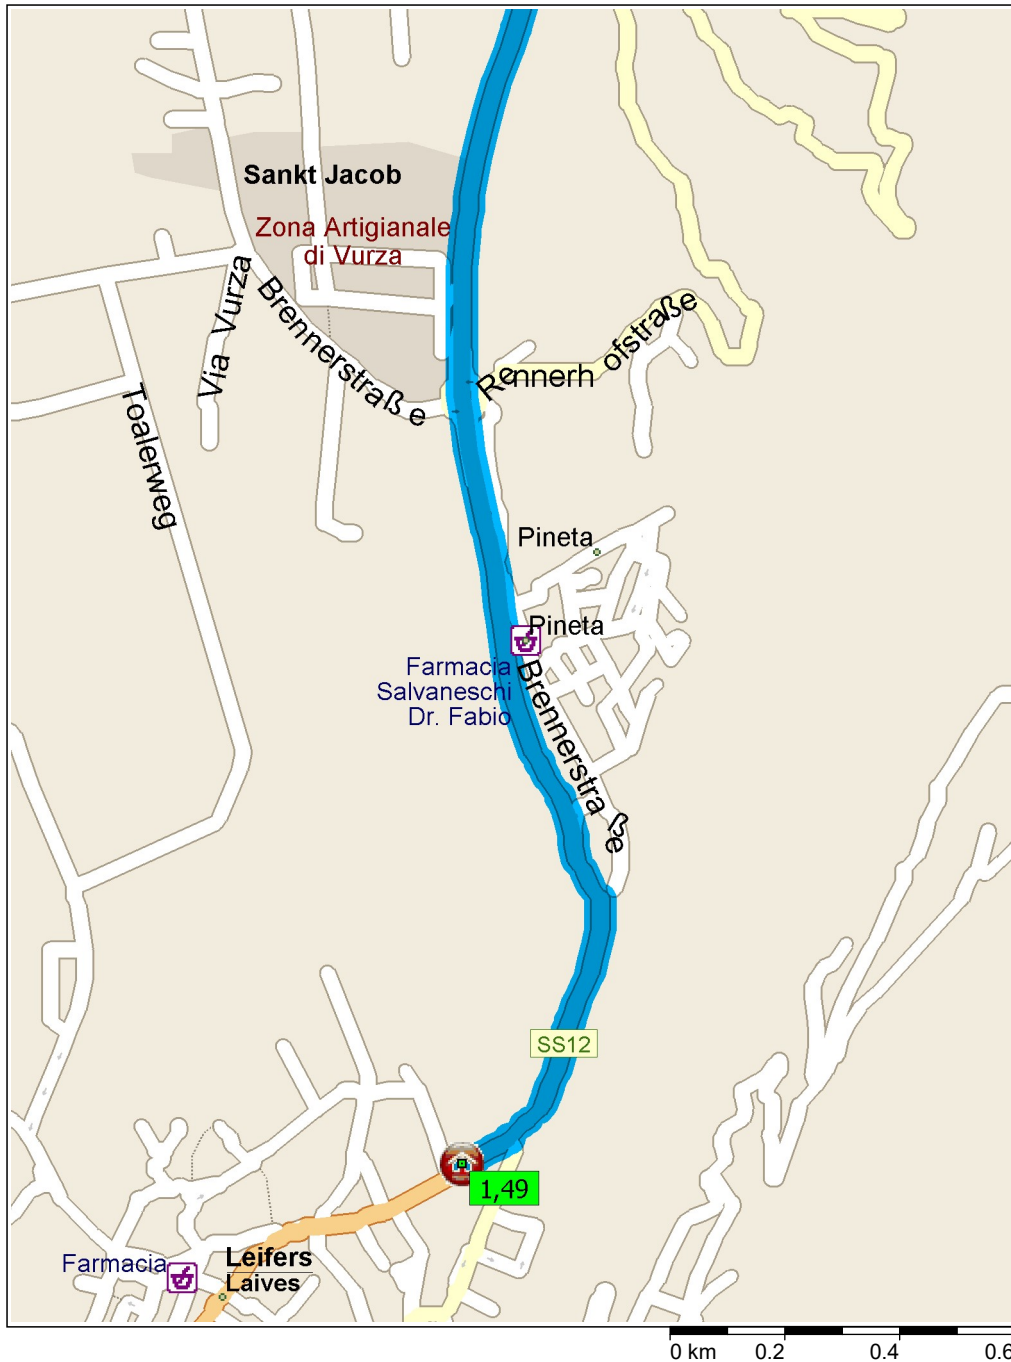 Sankt Jacob
Zona Artigianale
di Vurza
Via Vurza
Brennerstraße
Rennerhofstraße
Toalerweg
Pineta
Pineta
Farmacia
Salvaneschi
Dr. Fabio
Brennerstraße
SS12
1,49
Farmacia
Leifers
Laives
0 km 0.2 0.4 0.6